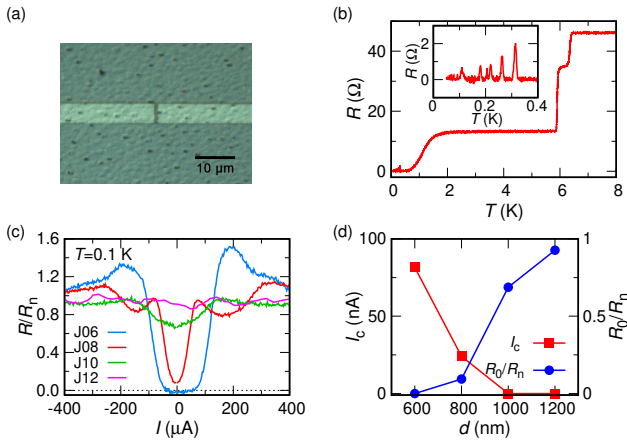 (a)
10 μm
(b)
R (Ω)
40
20
0
0
2
4
6
8
T (K)
R (Ω)
2
1
0
0
0.2
0.4
T (K)
(c)
T=0.1 K
R/Rn
1.6
1.2
0.8
0.4
0.0
J06
J08
J10
J12
-400
-200
0
200
400
I (μA)
(d)
Ic (nA)
100
50
0
Ic
R0/Rn
600
800
1000
1200
d (nm)
1
0.5
0
R0/Rn